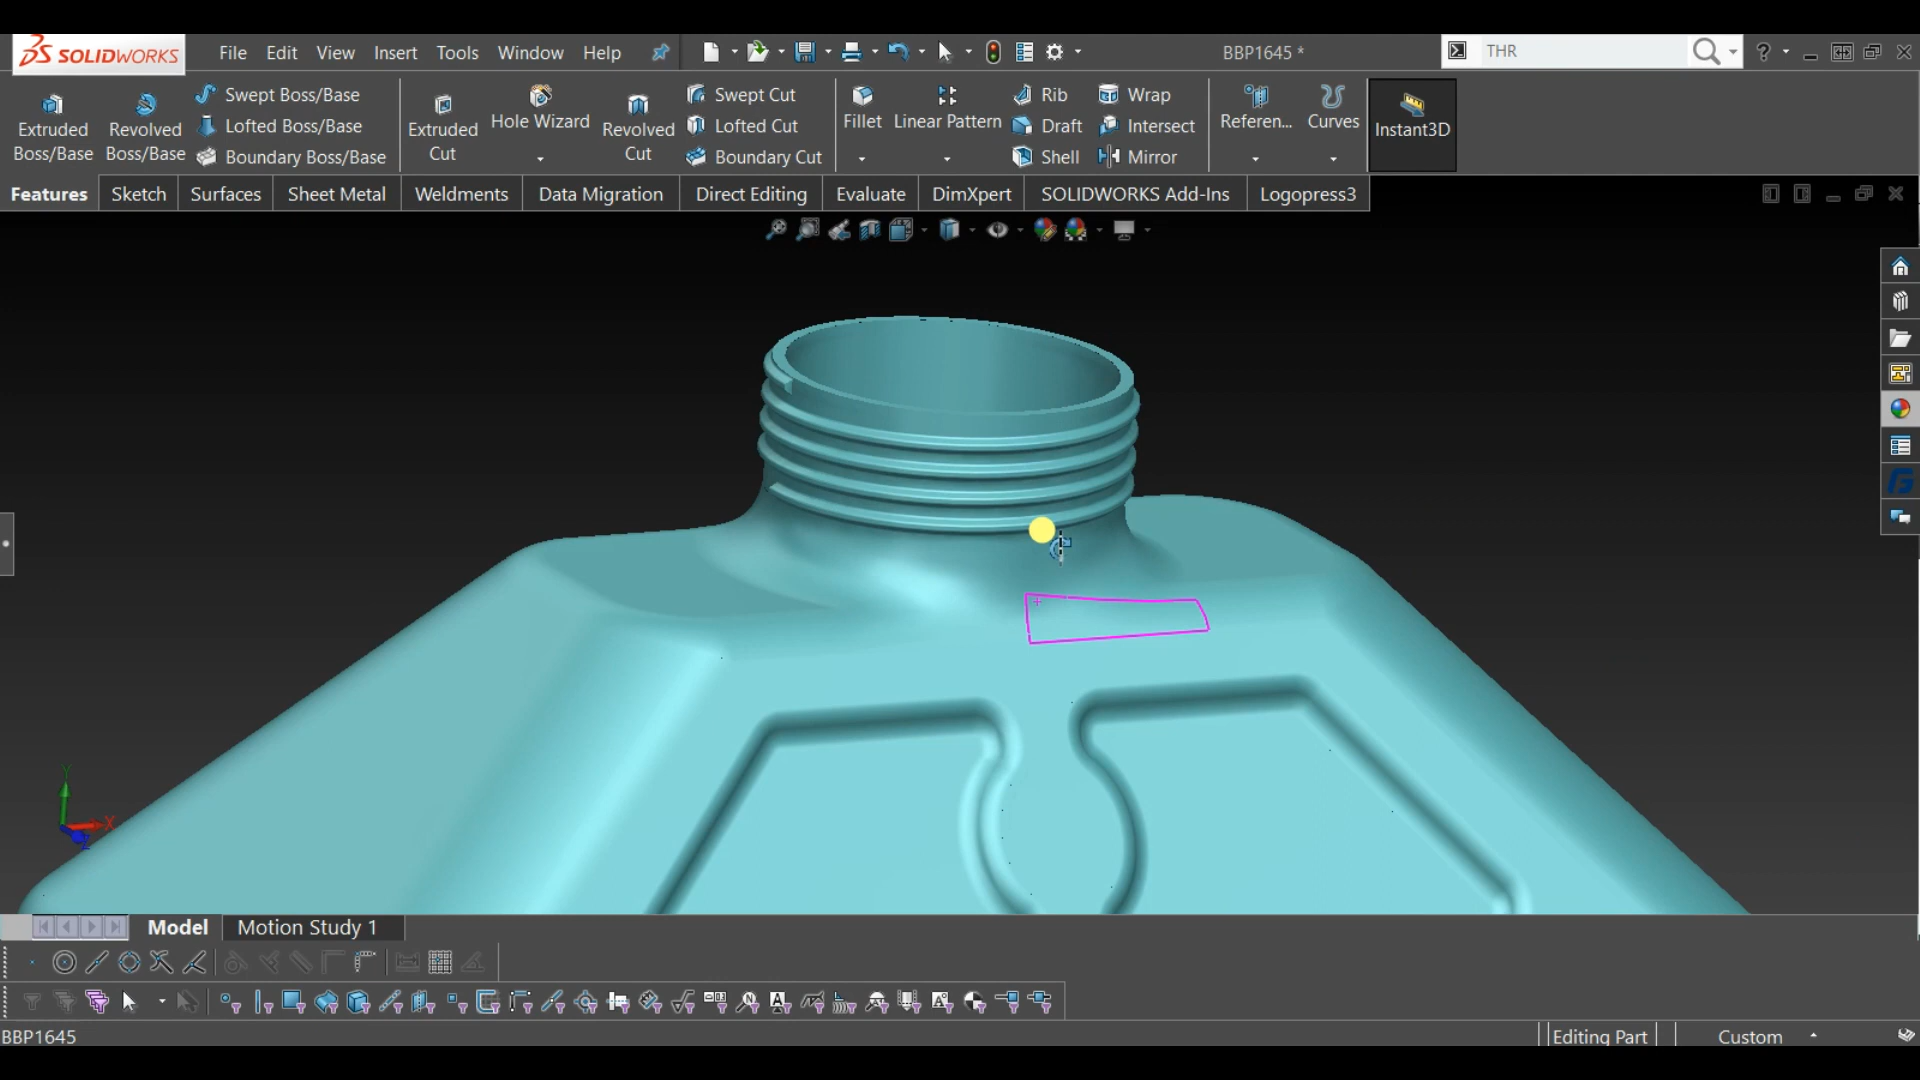 SOLIDWORKS File Edit View Insert Tools Window Help BBP1645 * THR
Extruded Boss/Base
Revolved Boss/Base
Swept Boss/Base
Lofted Boss/Base
Boundary Boss/Base
Extruded Cut
Hole Wizard
Revolved Cut
Swept Cut
Lofted Cut
Boundary Cut
Fillet
Linear Pattern
Rib
Draft
Shell
Wrap
Intersect
Mirror
Referen...
Curves
Instant3D
Features Sketch Surfaces Sheet Metal Weldments Data Migration Direct Editing Evaluate DimXpert SOLIDWORKS Add-Ins Logopress3
Y
X
Z
Model Motion Study 1
BBP1645 Editing Part Custom